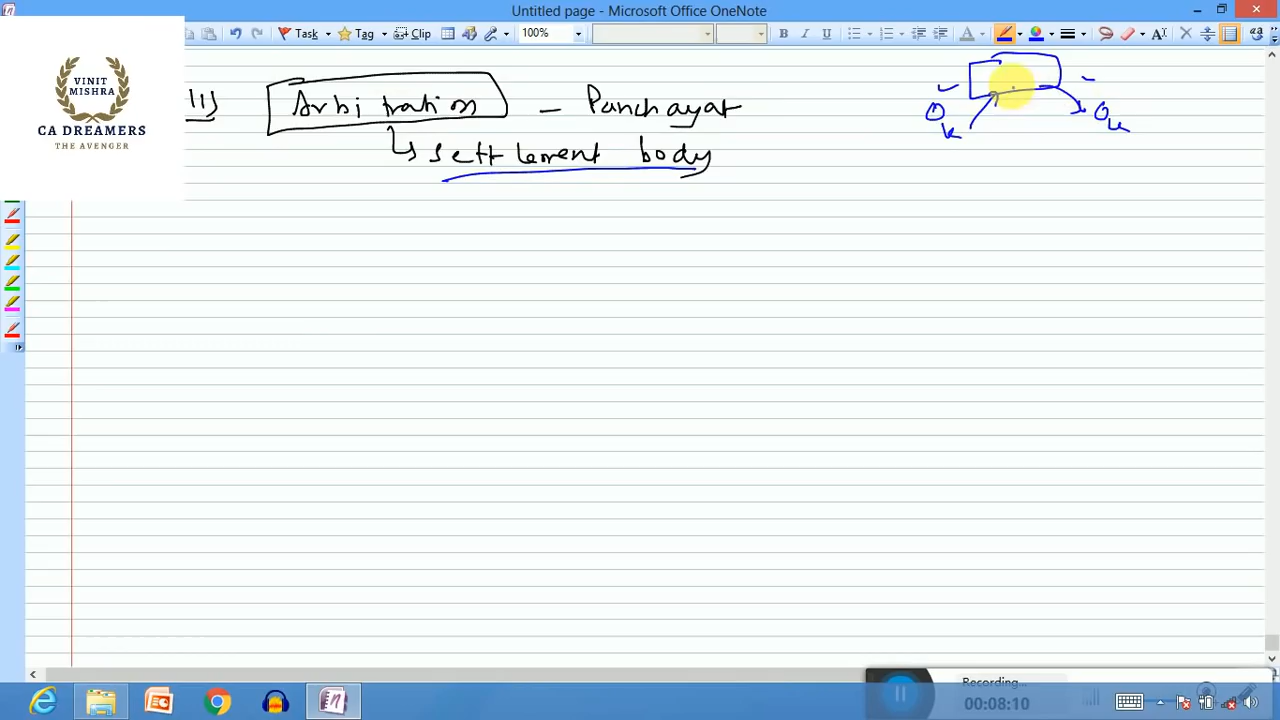 Untitled page - Microsoft Office OneNote
Task Tag Clip 100% B I U
VINIT
MISHRA
CA DREAMERS
THE AVENGER
11) Arbitration - Panchayat
settlement body
Recording...
00:08:10